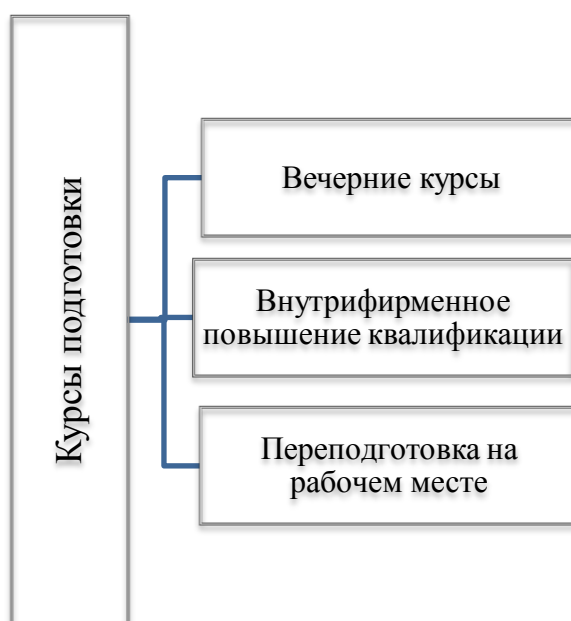 Курсы подготовки
Вечерние курсы
Внутрифирменное
повышение квалификации
Переподготовка на
рабочем месте